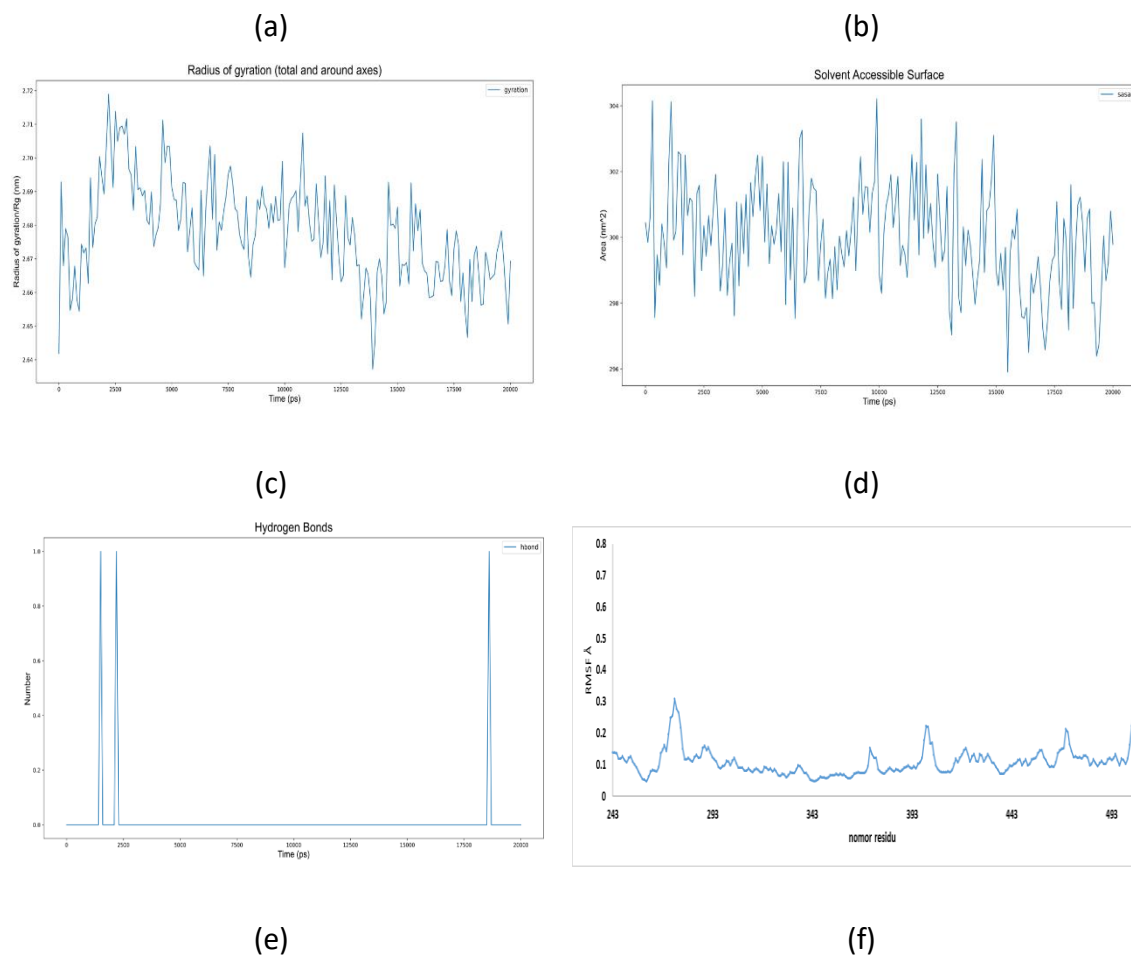 (a)
(b)
Radius of gyration (total and around axes)
gyration
2.72
2.71
2.70
2.69
2.68
2.67
2.66
2.65
2.64
Radius of gyration/Rg (nm)
0 2500 5000 7500 10000 12500 15000 17500 20000
Time (ps)
Solvent Accessible Surface
sasa
304
302
300
298
296
Area (nm^2)
0 2500 5000 7500 10000 12500 15000 17500 20000
Time (ps)
(c)
(d)
Hydrogen Bonds
hbond
1.0
0.8
0.6
0.4
0.2
0.0
Number
0 2500 5000 7500 10000 12500 15000 17500 20000
Time (ps)
0.8
0.7
0.6
0.5
0.4
0.3
0.2
0.1
0
RMSF Å
243 293 343 393 443 493
nomor residu
(e)
(f)